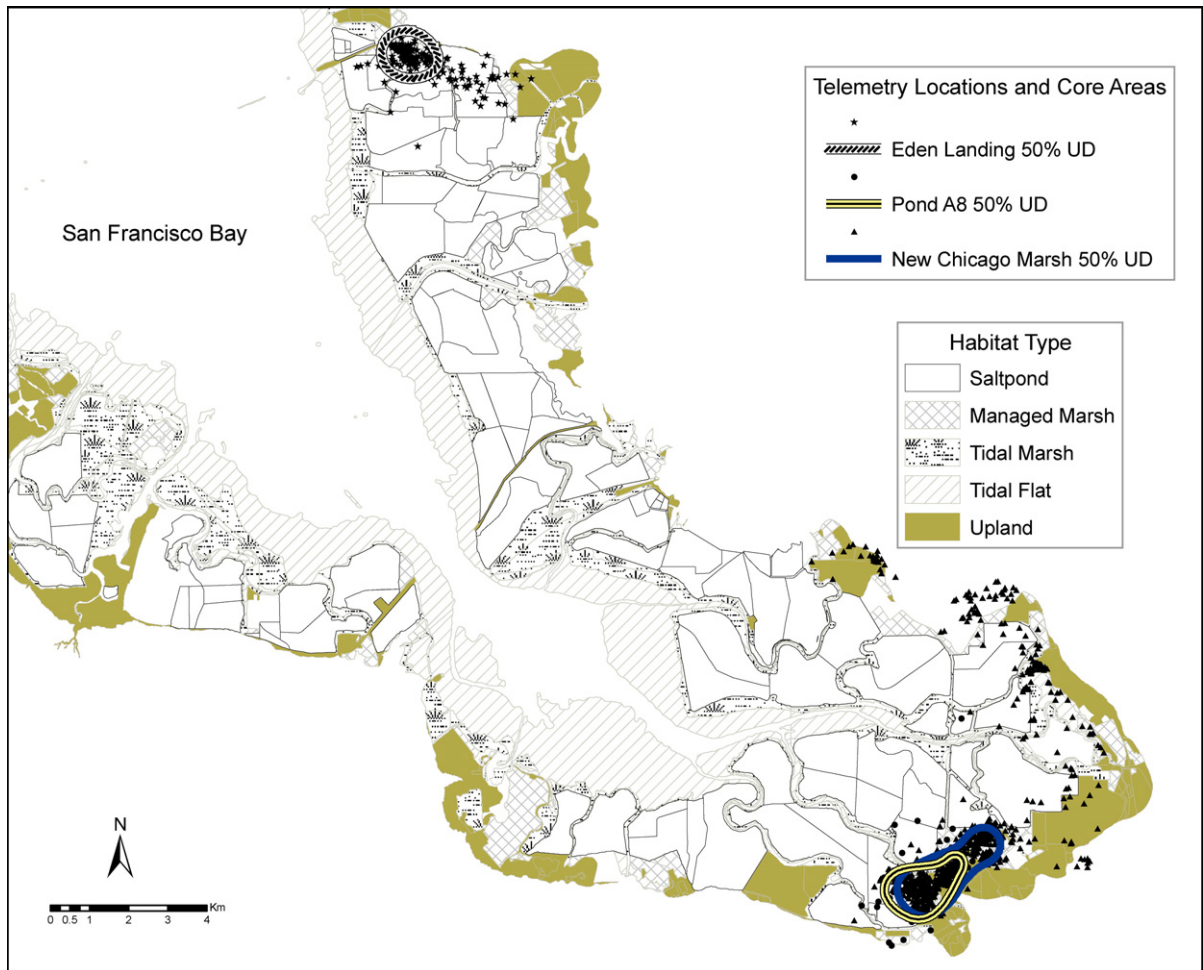 San Francisco Bay
Telemetry Locations and Core Areas
Eden Landing 50% UD
Pond A8 50% UD
New Chicago Marsh 50% UD
Habitat Type
Saltpond
Managed Marsh
Tidal Marsh
Tidal Flat
Upland
N
Km
0 0.5 1 2 3 4